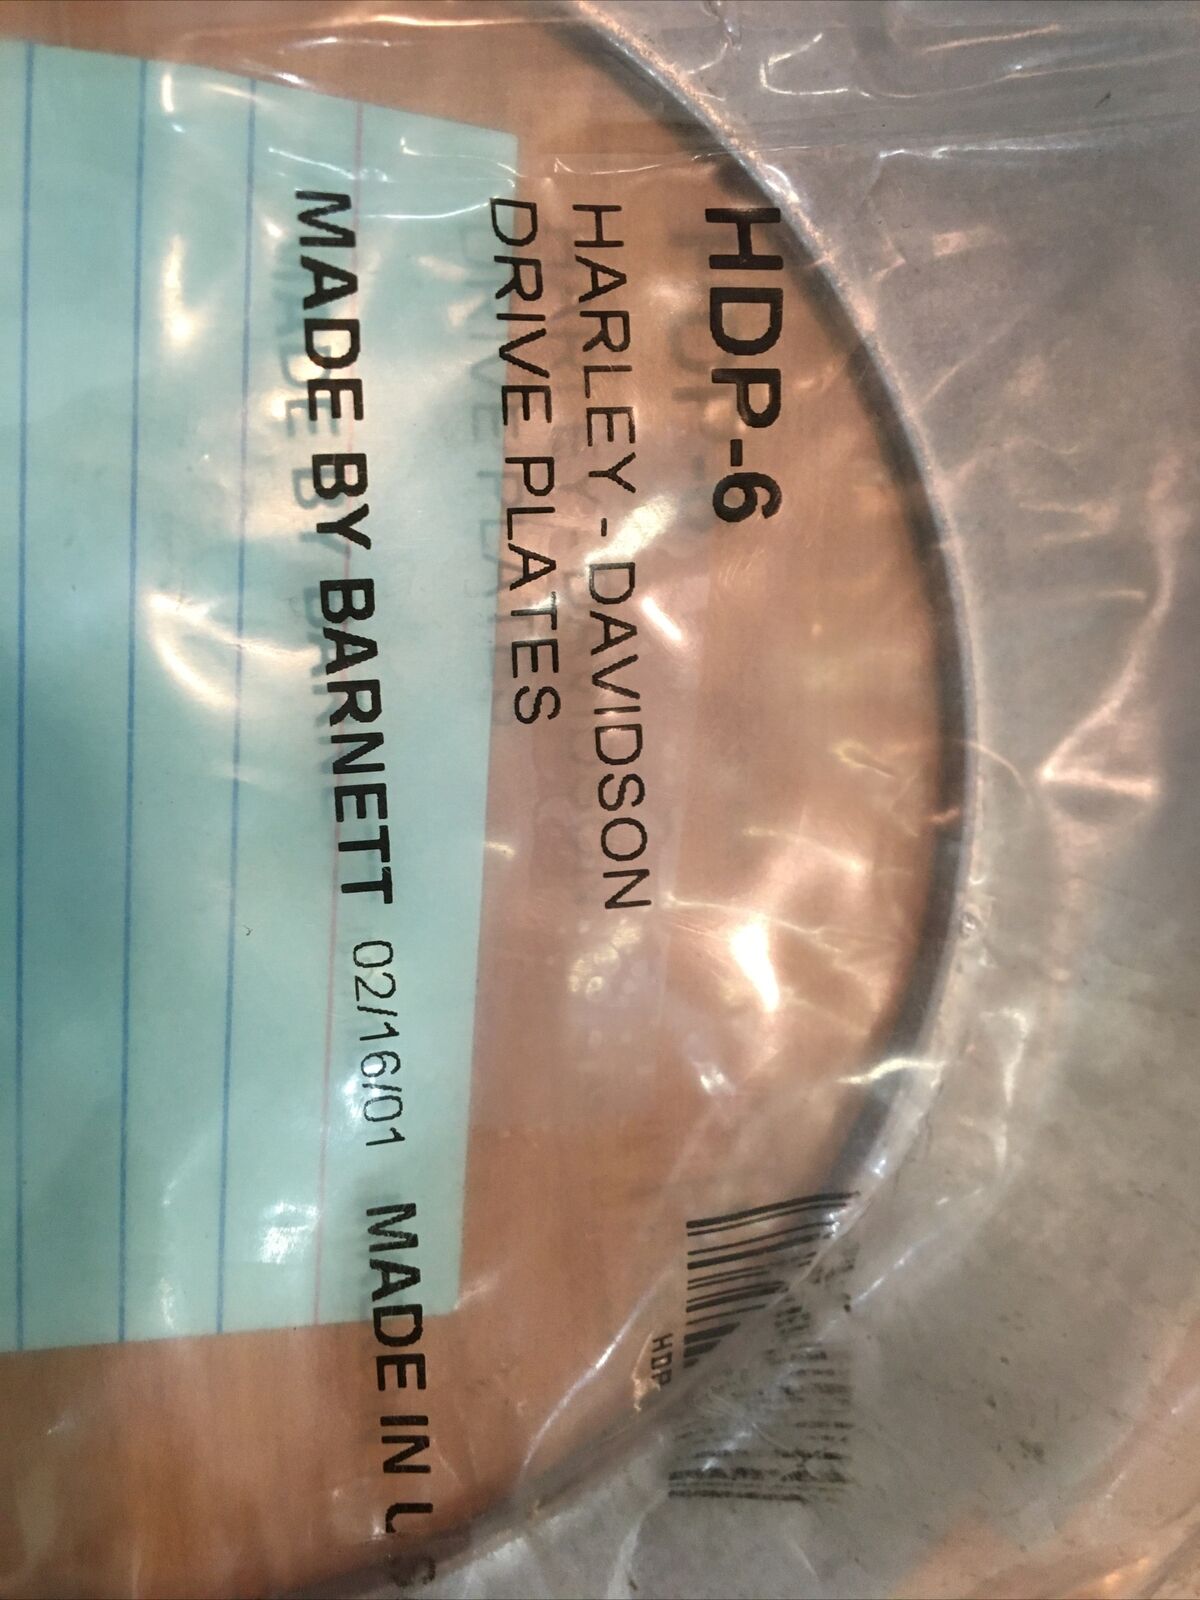 HDP-6
HARLEY - DAVIDSON
DRIVE PLATES
MADE BY BARNETT 02/16/01 MADE IN
HDP